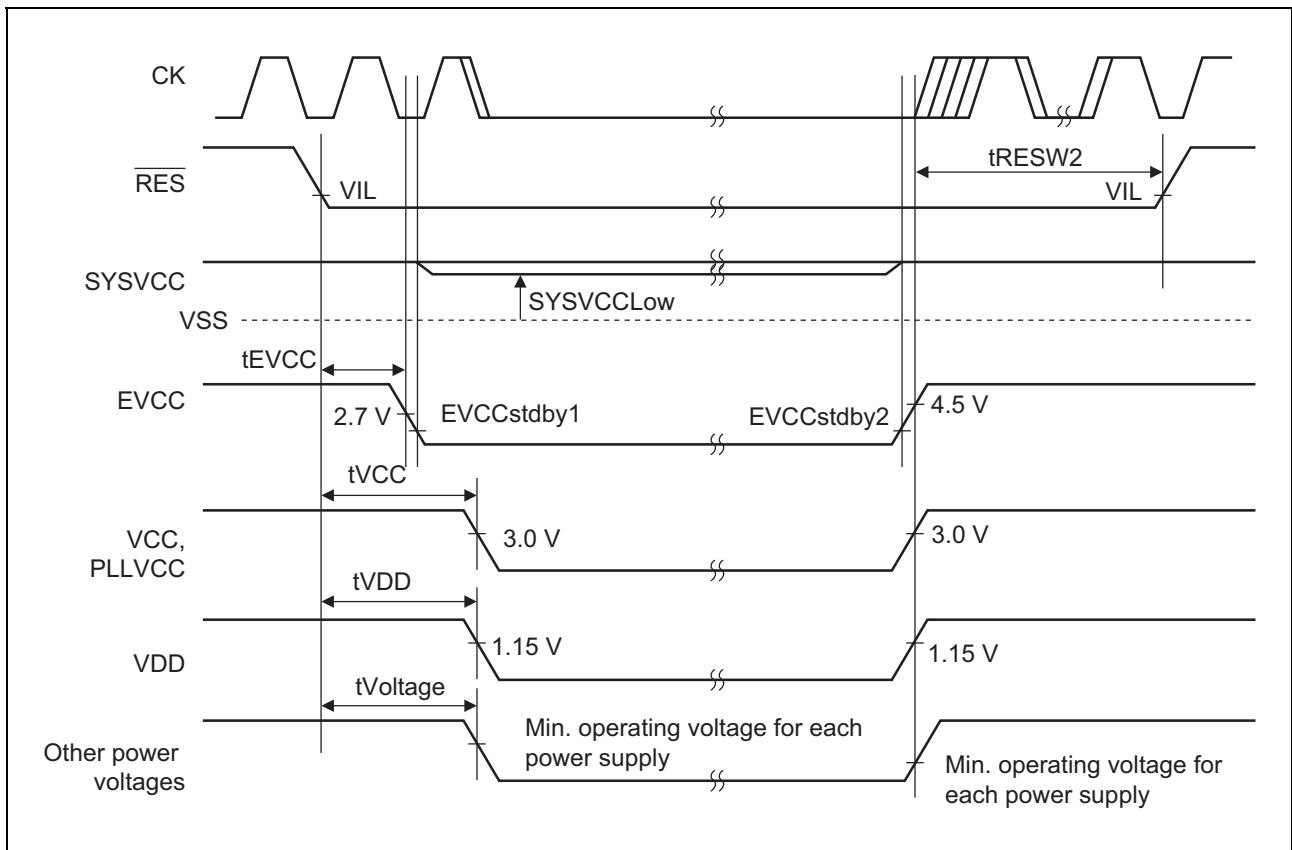 CK
tRESW2
RES
VIL
VIL
SYSVCC
SYSVCCLow
VSS
tEVCC
EVCC
2.7 V
EVCCstdby1
EVCCstdby2
4.5 V
tVCC
VCC,
PLLVCC
3.0 V
3.0 V
tVDD
VDD
1.15 V
1.15 V
tVoltage
Other power
voltages
Min. operating voltage for each
power supply
Min. operating voltage for
each power supply